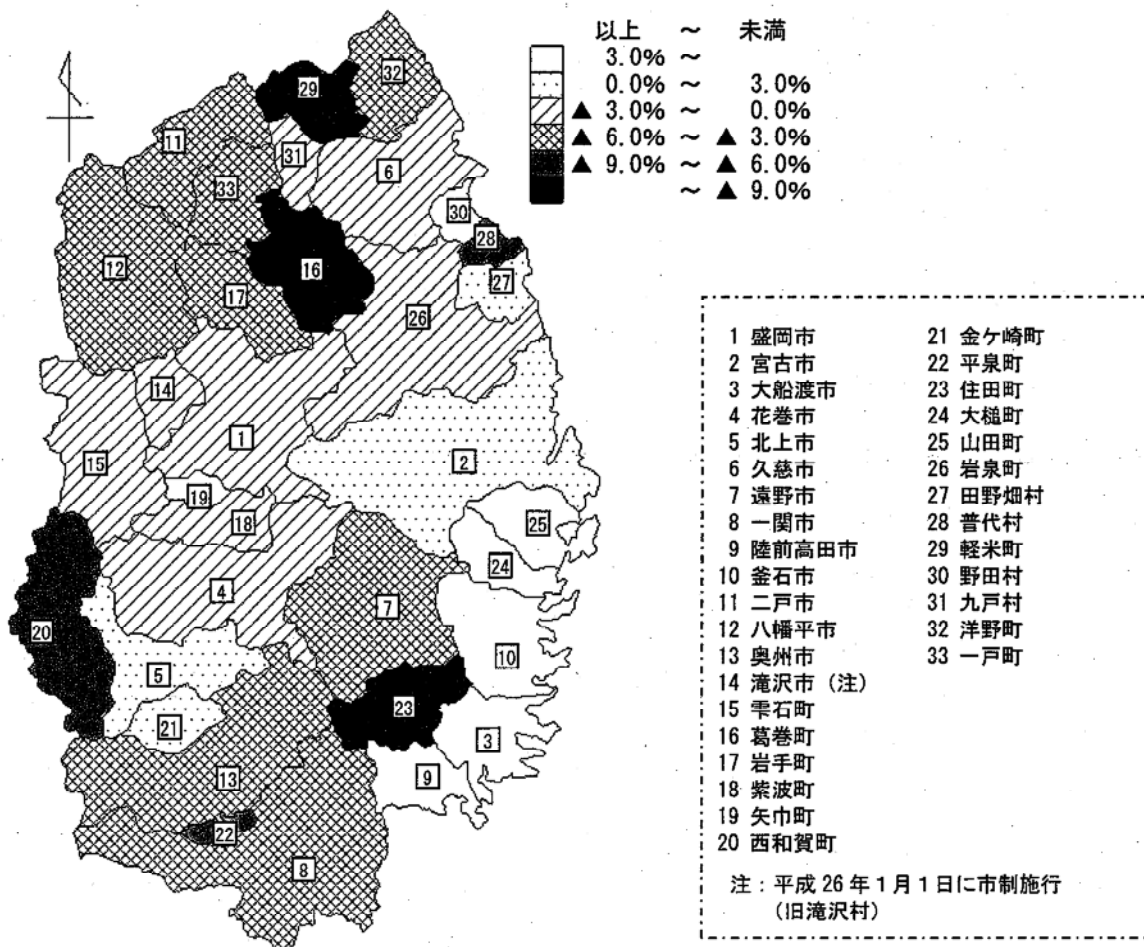 以上 ～ 未満
3.0% ～
0.0% ～ 3.0%
▲ 3.0% ～ 0.0%
▲ 6.0% ～ ▲ 3.0%
▲ 9.0% ～ ▲ 6.0%
～ ▲ 9.0%
32
29
11
31
6
33
30
28
12
16
27
17
26
14
1
15
2
19
18
25
24
4
7
20
10
5
23
21
3
13
9
22
8
1 盛岡市
2 宮古市
3 大船渡市
4 花巻市
5 北上市
6 久慈市
7 遠野市
8 一関市
9 陸前高田市
10 釜石市
11 二戸市
12 八幡平市
13 奥州市
14 滝沢市（注）
15 雫石町
16 葛巻町
17 岩手町
18 紫波町
19 矢巾町
20 西和賀町
21 金ケ崎町
22 平泉町
23 住田町
24 大槌町
25 山田町
26 岩泉町
27 田野畑村
28 普代村
29 軽米町
30 野田村
31 九戸村
32 洋野町
33 一戸町
注：平成26年1月1日に市制施行
（旧滝沢村）